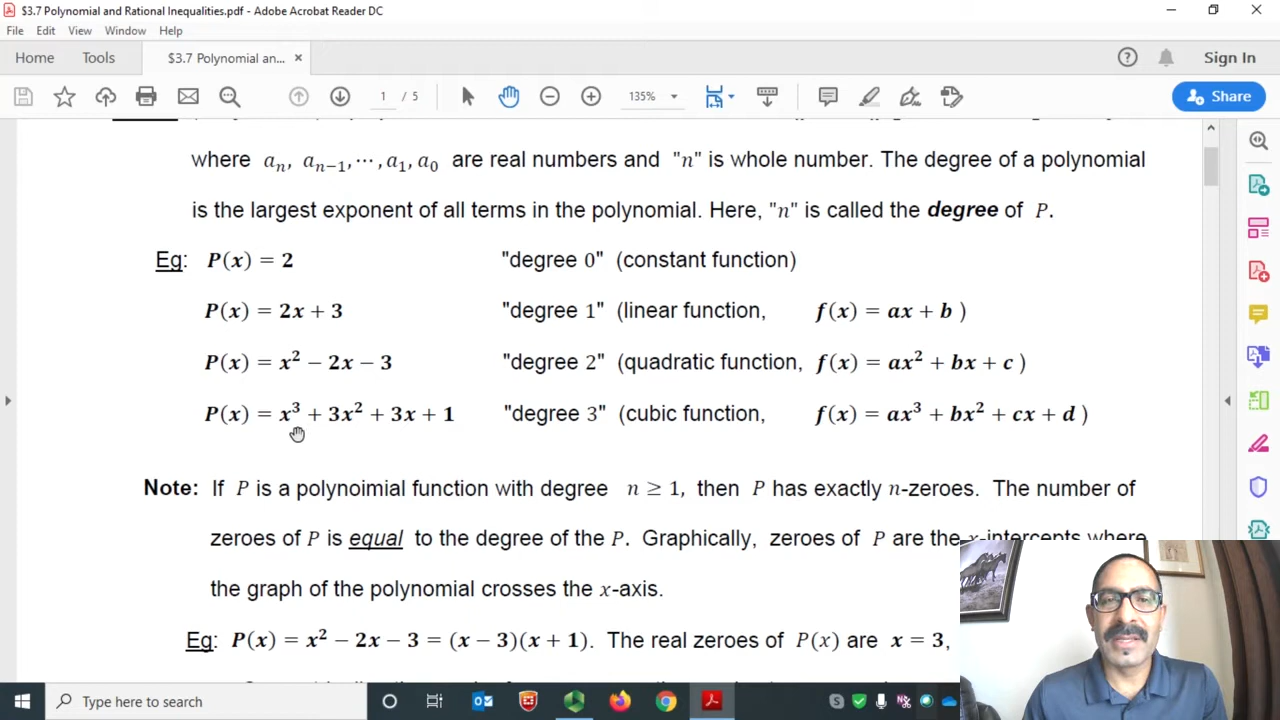 $3.7 Polynomial and Rational Inequalities.pdf - Adobe Acrobat Reader DC
File Edit View Window Help
Home Tools $3.7 Polynomial an... × Sign In
1 / 5 135% Share
where aₙ, aₙ₋₁, ⋯, a₁, a₀ are real numbers and "n" is whole number. The degree of a polynomial
is the largest exponent of all terms in the polynomial. Here, "n" is called the degree of P.
Eg: P(x) = 2 "degree 0" (constant function)
P(x) = 2x + 3 "degree 1" (linear function, f(x) = ax + b )
P(x) = x² − 2x − 3 "degree 2" (quadratic function, f(x) = ax² + bx + c )
P(x) = x³ + 3x² + 3x + 1 "degree 3" (cubic function, f(x) = ax³ + bx² + cx + d )
Note: If P is a polynoimial function with degree n ≥ 1, then P has exactly n-zeroes. The number of
zeroes of P is equal to the degree of the P. Graphically, zeroes of P are the x-intercepts where
the graph of the polynomial crosses the x-axis.
Eg: P(x) = x² − 2x − 3 = (x − 3)(x + 1). The real zeroes of P(x) are x = 3,
Type here to search